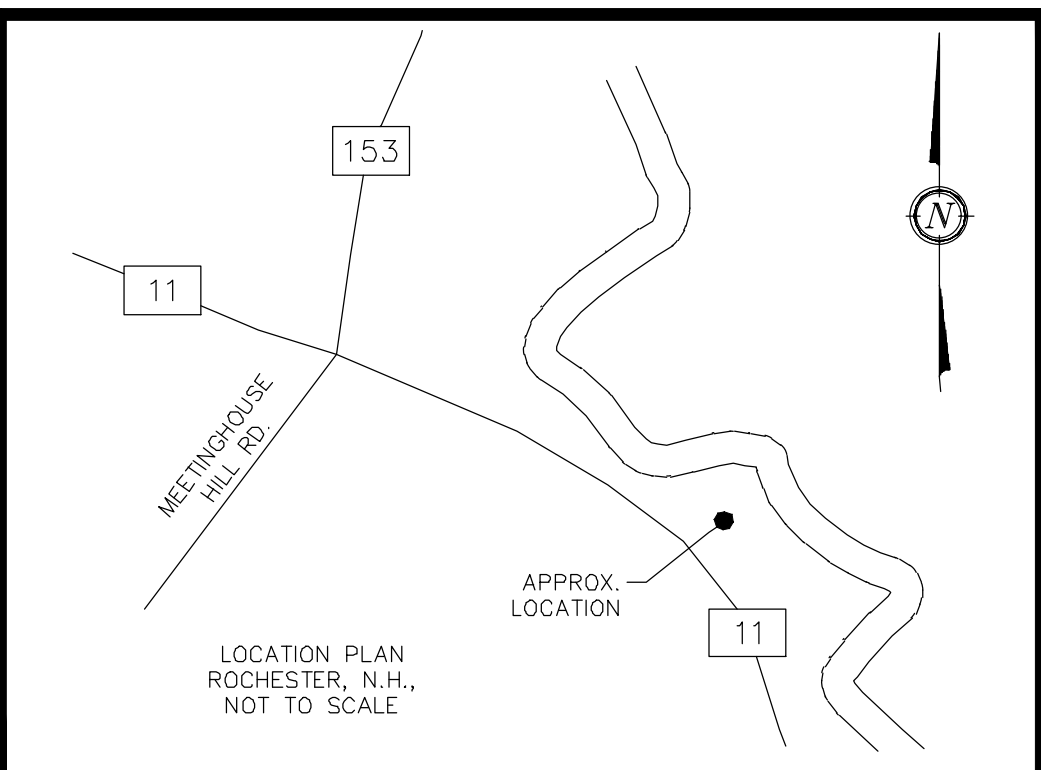 153
N
11
MEETINGHOUSE
HILL RD.
APPROX.
LOCATION
11
LOCATION PLAN
ROCHESTER, N.H.,
NOT TO SCALE